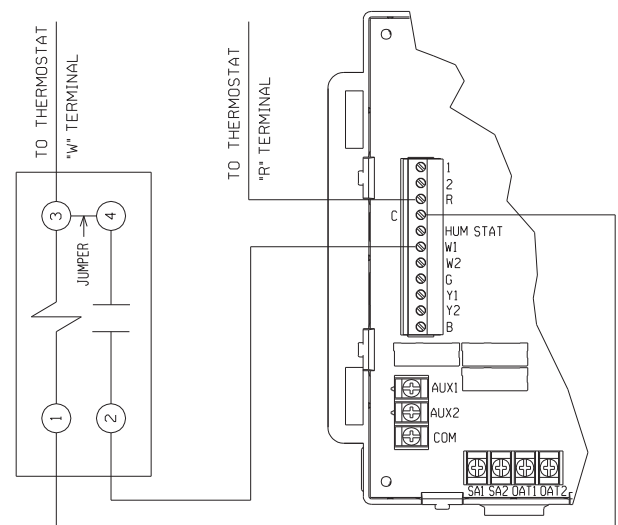 TO THERMOSTAT
"W" TERMINAL
TO THERMOSTAT
"R" TERMINAL
3
4
JUMPER
1
2
1
2
R
C
HUM STAT
W1
W2
G
Y1
Y2
B
AUX1
AUX2
COM
SA1 SA2 OAT1 OAT2